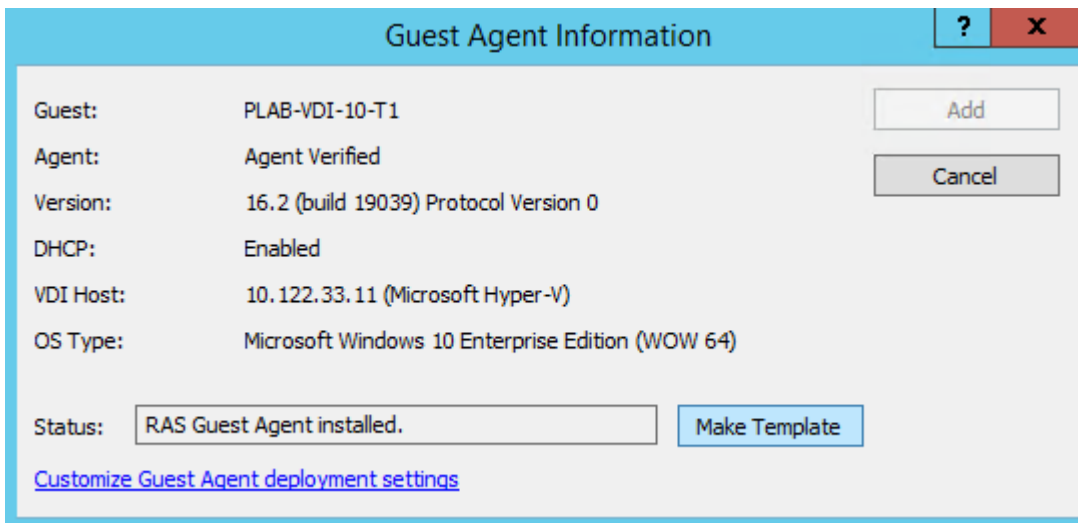 Guest Agent Information
? x
Guest: PLAB-VDI-10-T1
Add
Agent: Agent Verified
Cancel
Version: 16.2 (build 19039) Protocol Version 0
DHCP: Enabled
VDI Host: 10.122.33.11 (Microsoft Hyper-V)
OS Type: Microsoft Windows 10 Enterprise Edition (WOW 64)
Status: RAS Guest Agent installed. Make Template
Customize Guest Agent deployment settings